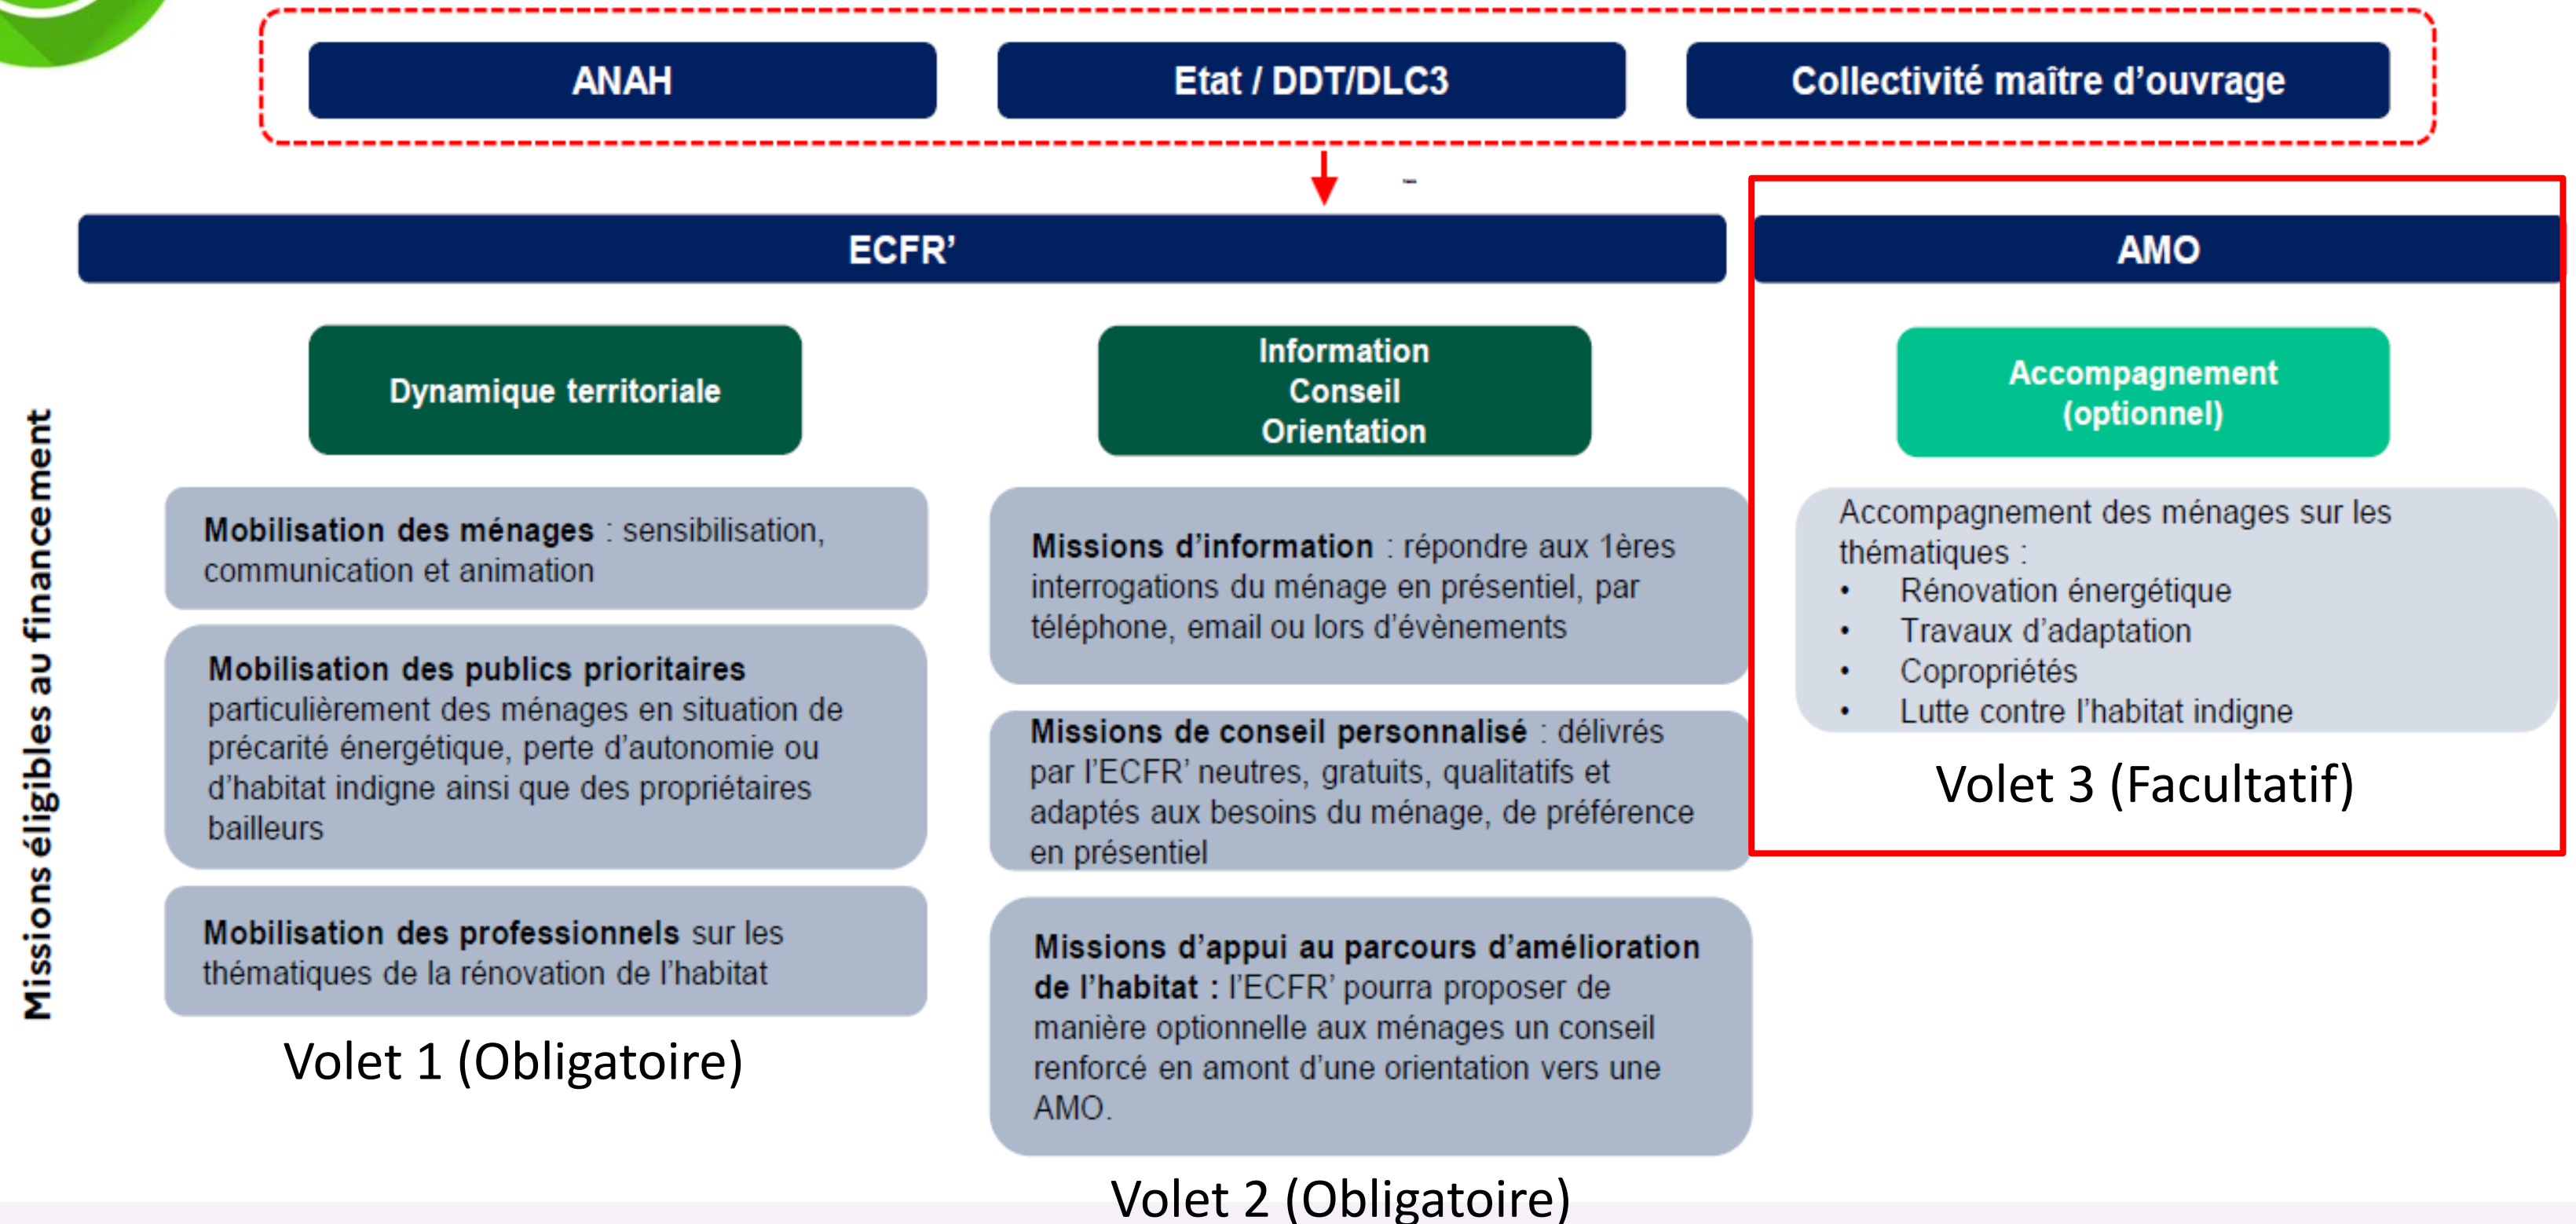 ANAH
Etat / DDT/DLC3
Collectivité maître d’ouvrage
ECFR’
AMO
Missions éligibles au financement
Dynamique territoriale
Mobilisation des ménages : sensibilisation,
communication et animation
Mobilisation des publics prioritaires
particulièrement des ménages en situation de
précarité énergétique, perte d’autonomie ou
d’habitat indigne ainsi que des propriétaires
bailleurs
Mobilisation des professionnels sur les
thématiques de la rénovation de l’habitat
Volet 1 (Obligatoire)
Information
Conseil
Orientation
Missions d’information : répondre aux 1ères
interrogations du ménage en présentiel, par
téléphone, email ou lors d’évènements
Missions de conseil personnalisé : délivrés
par l’ECFR’ neutres, gratuits, qualitatifs et
adaptés aux besoins du ménage, de préférence
en présentiel
Missions d’appui au parcours d’amélioration
de l’habitat : l’ECFR’ pourra proposer de
manière optionnelle aux ménages un conseil
renforcé en amont d’une orientation vers une
AMO.
Volet 2 (Obligatoire)
Accompagnement
(optionnel)
Accompagnement des ménages sur les
thématiques :
• Rénovation énergétique
• Travaux d’adaptation
• Copropriétés
• Lutte contre l’habitat indigne
Volet 3 (Facultatif)